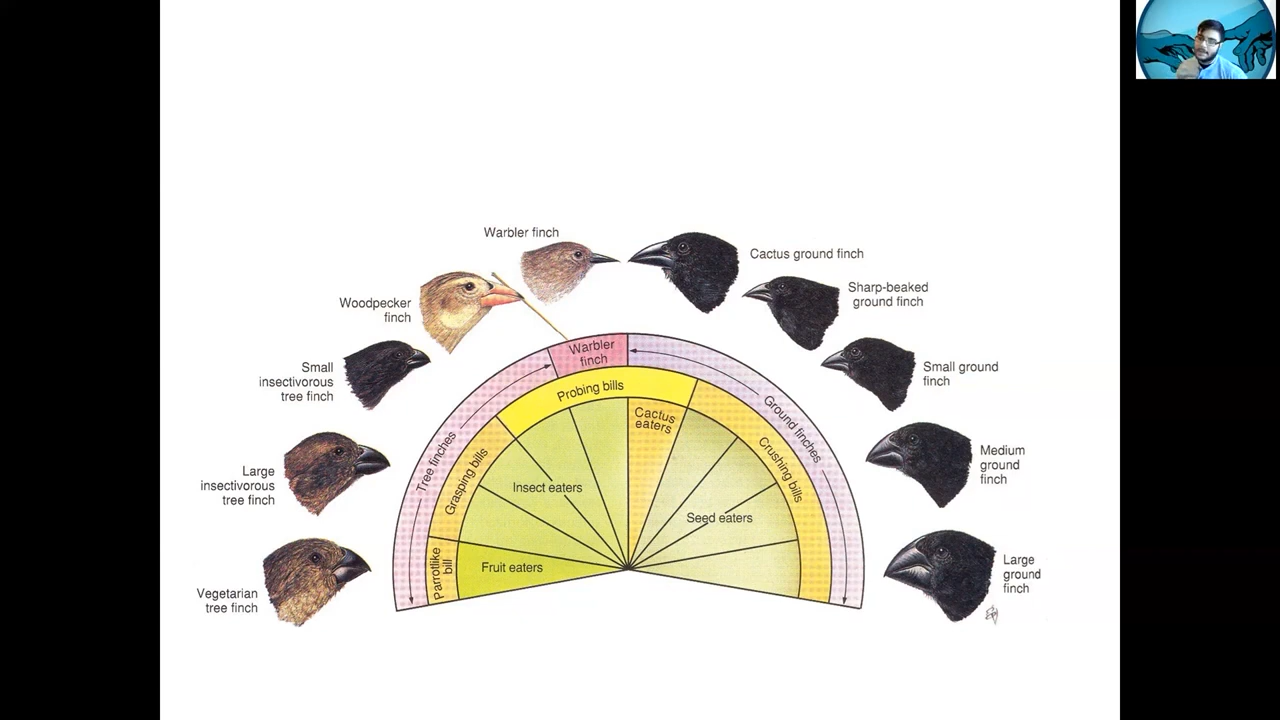 Warbler finch
Cactus ground finch
Woodpecker
finch
Sharp-beaked
ground finch
Small
insectivorous
tree finch
Small ground
finch
Large
insectivorous
tree finch
Medium
ground
finch
Vegetarian
tree finch
Large
ground
finch
Warbler
finch
Tree finches
Ground finches
Probing bills
Grasping bills
Crushing bills
Parrotlike
bill
Cactus
eaters
Insect eaters
Seed eaters
Fruit eaters